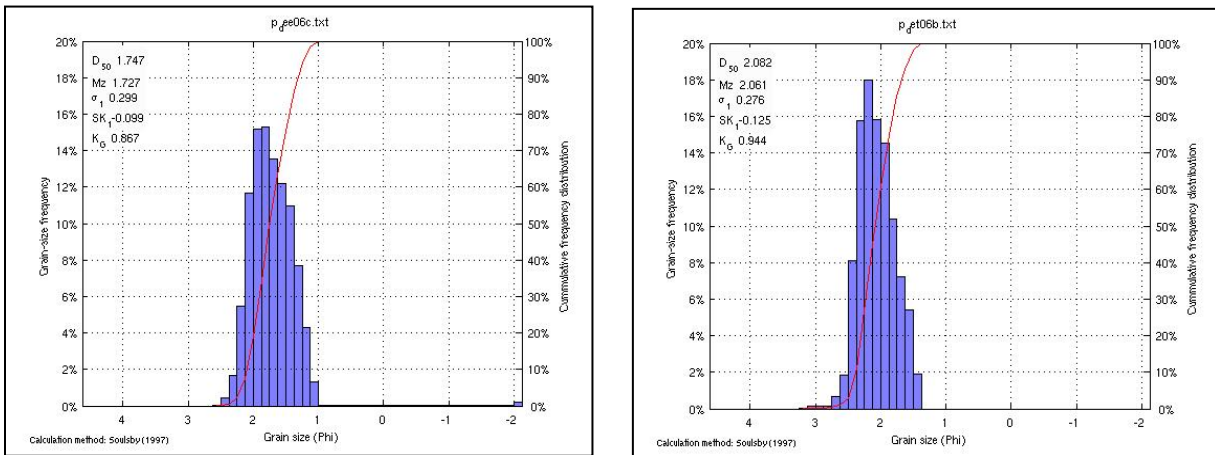 p_dee06c.txt
20%
18%
16%
14%
12%
10%
8%
6%
4%
2%
0%
Grain-size frequency
D50 1.747
Mz 1.727
σ1 0.299
SK1-0.099
KG 0.867
100%
90%
80%
70%
60%
50%
40%
30%
20%
10%
0%
Cummulative frequency distribution
4 3 2 1 0 -1 -2
Grain size (Phi)
Calculation method: Soulsby (1997)
p_det06b.txt
20%
18%
16%
14%
12%
10%
8%
6%
4%
2%
0%
Grain-size frequency
D50 2.082
Mz 2.061
σ1 0.276
SK1-0.125
KG 0.944
100%
90%
80%
70%
60%
50%
40%
30%
20%
10%
0%
Cummulative frequency distribution
4 3 2 1 0 -1 -2
Grain size (Phi)
Calculation method: Soulsby (1997)